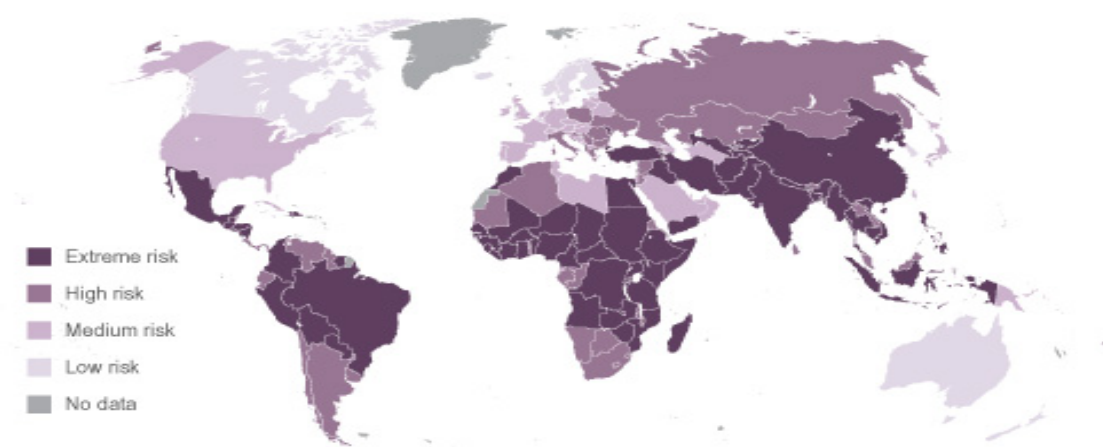 Extreme risk
High risk
Medium risk
Low risk
No data